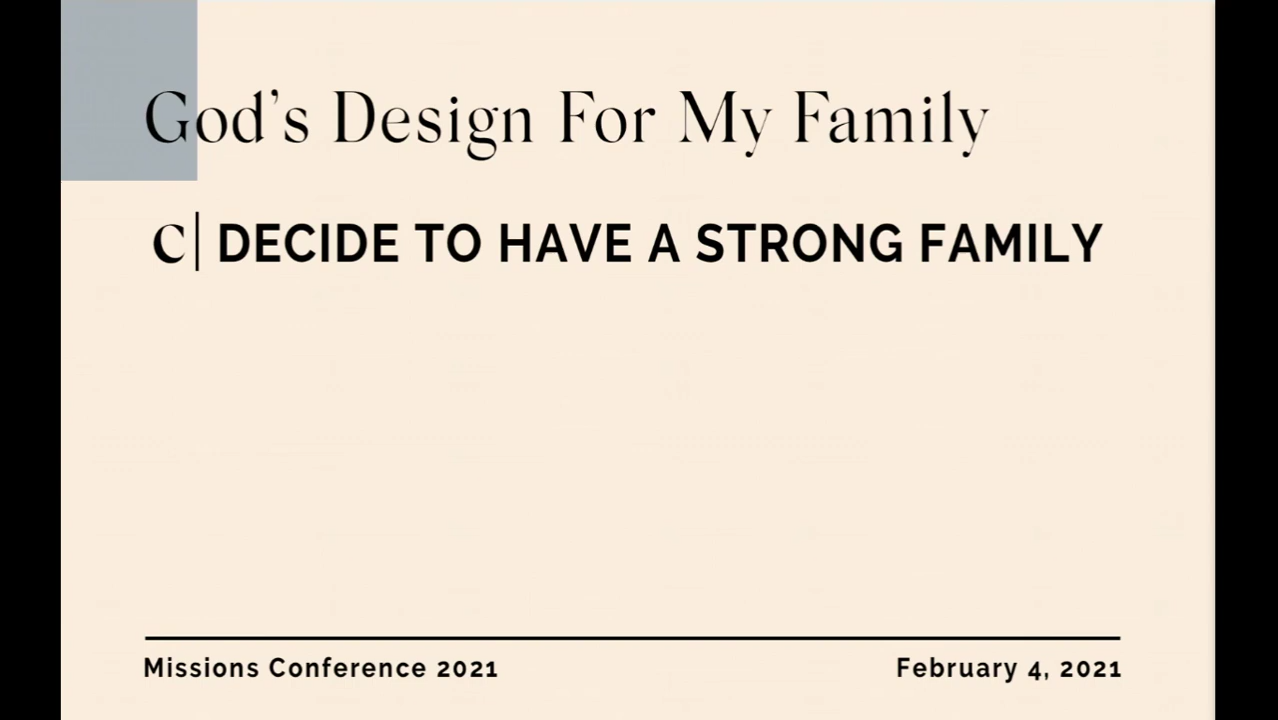 God's Design For My Family
C| DECIDE TO HAVE A STRONG FAMILY
Missions Conference 2021
February 4, 2021